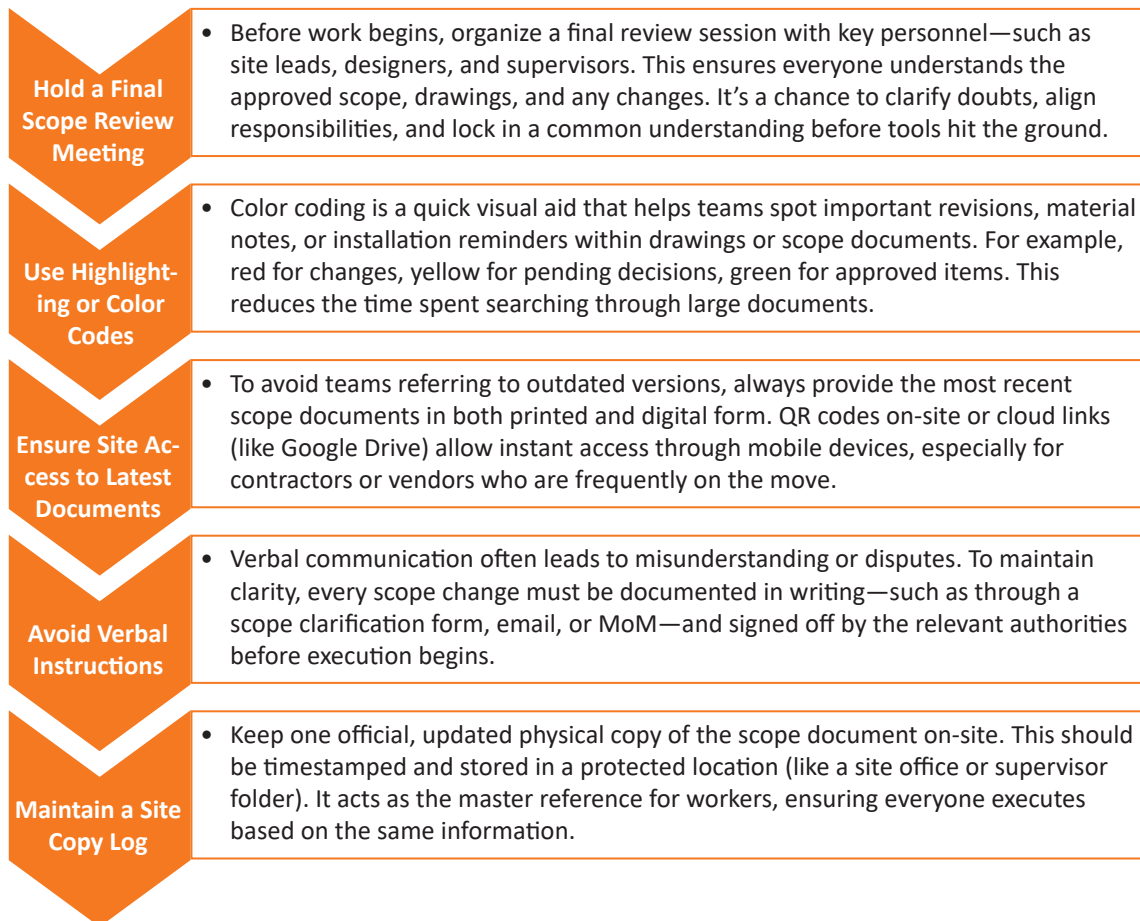 Hold a Final
Scope Review
Meeting
• Before work begins, organize a final review session with key personnel—such as
site leads, designers, and supervisors. This ensures everyone understands the
approved scope, drawings, and any changes. It’s a chance to clarify doubts, align
responsibilities, and lock in a common understanding before tools hit the ground.
Use Highlight-
ing or Color
Codes
• Color coding is a quick visual aid that helps teams spot important revisions, material
notes, or installation reminders within drawings or scope documents. For example,
red for changes, yellow for pending decisions, green for approved items. This
reduces the time spent searching through large documents.
Ensure Site Ac-
cess to Latest
Documents
• To avoid teams referring to outdated versions, always provide the most recent
scope documents in both printed and digital form. QR codes on-site or cloud links
(like Google Drive) allow instant access through mobile devices, especially for
contractors or vendors who are frequently on the move.
Avoid Verbal
Instructions
• Verbal communication often leads to misunderstanding or disputes. To maintain
clarity, every scope change must be documented in writing—such as through a
scope clarification form, email, or MoM—and signed off by the relevant authorities
before execution begins.
Maintain a Site
Copy Log
• Keep one official, updated physical copy of the scope document on-site. This should
be timestamped and stored in a protected location (like a site office or supervisor
folder). It acts as the master reference for workers, ensuring everyone executes
based on the same information.